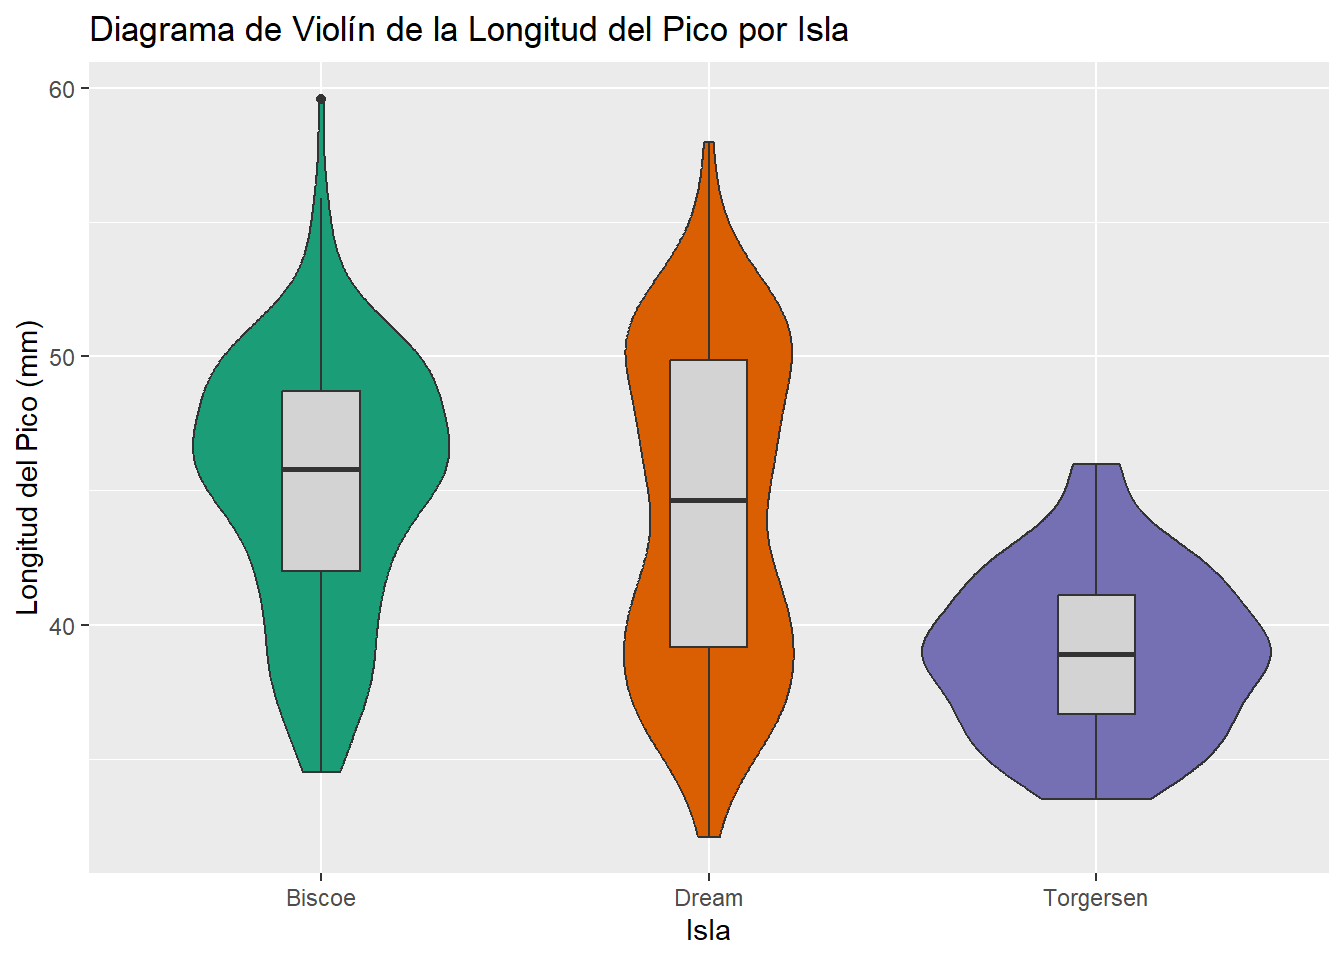 Diagrama de Violín de la Longitud del Pico por Isla
Longitud del Pico (mm)
60
50
40
Biscoe
Dream
Torgersen
Isla